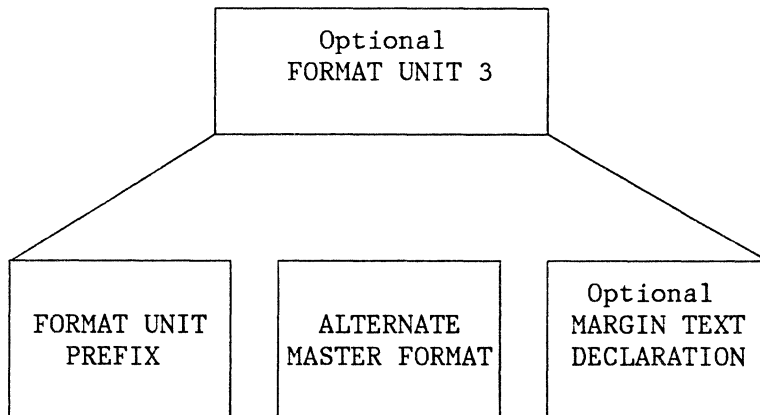 Optional
FORMAT UNIT 3
FORMAT UNIT
PREFIX
ALTERNATE
MASTER FORMAT
Optional
MARGIN TEXT
DECLARATION